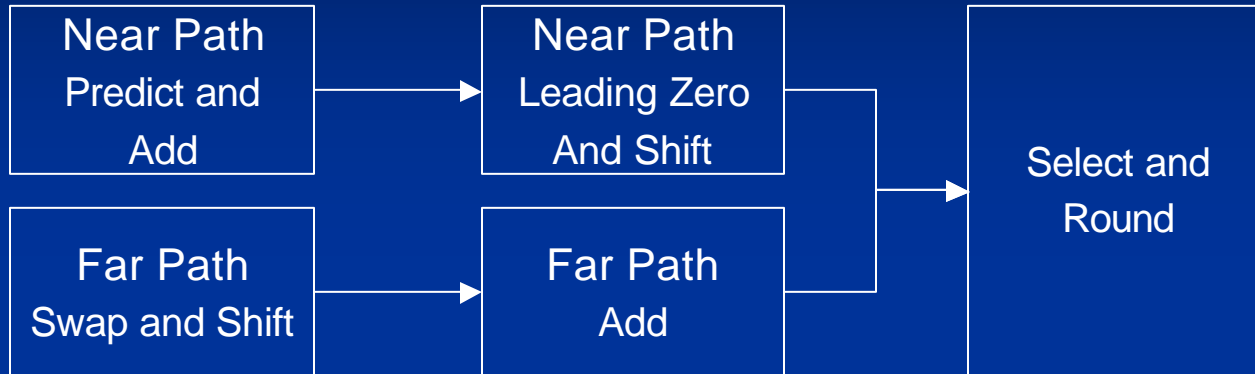 Near Path
Predict and
Add
Near Path
Leading Zero
And Shift
Far Path
Swap and Shift
Far Path
Add
Select and
Round